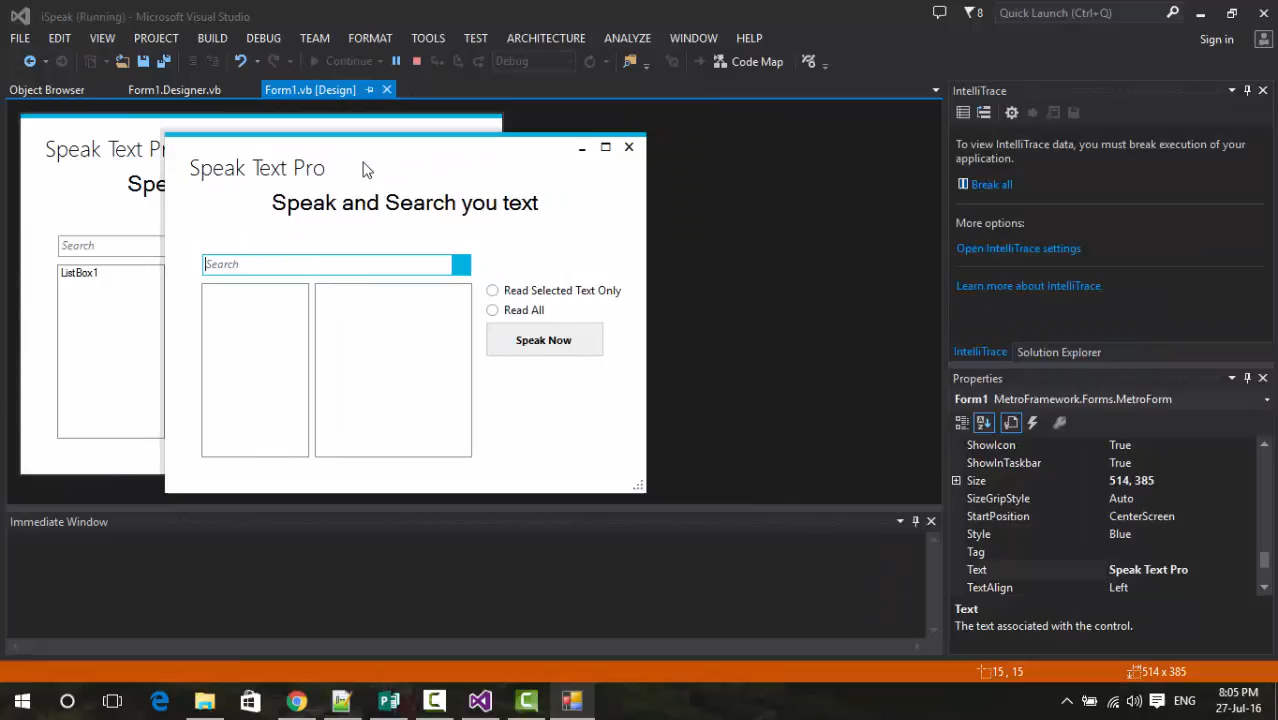 iSpeak (Running) - Microsoft Visual Studio
8
Quick Launch (Ctrl+Q)
FILE EDIT VIEW PROJECT BUILD DEBUG TEAM FORMAT TOOLS TEST ARCHITECTURE ANALYZE WINDOW HELP
Sign in
Continue
Debug
Code Map
Object Browser
Form1.Designer.vb
Form1.vb [Design]
Speak Text Pr
Spe
Search
ListBox1
Speak Text Pro
Speak and Search you text
Search
Read Selected Text Only
Read All
Speak Now
IntelliTrace
To view IntelliTrace data, you must break execution of your
application.
Break all
More options:
Open IntelliTrace settings
Learn more about IntelliTrace
IntelliTrace Solution Explorer
Properties
Form1 MetroFramework.Forms.MetroForm
ShowIcon True
ShowInTaskbar True
Size 514, 385
SizeGripStyle Auto
StartPosition CenterScreen
Style Blue
Tag
Text Speak Text Pro
TextAlign Left
Text
The text associated with the control.
Immediate Window
15, 15
514 x 385
ENG
8:05 PM
27-Jul-16